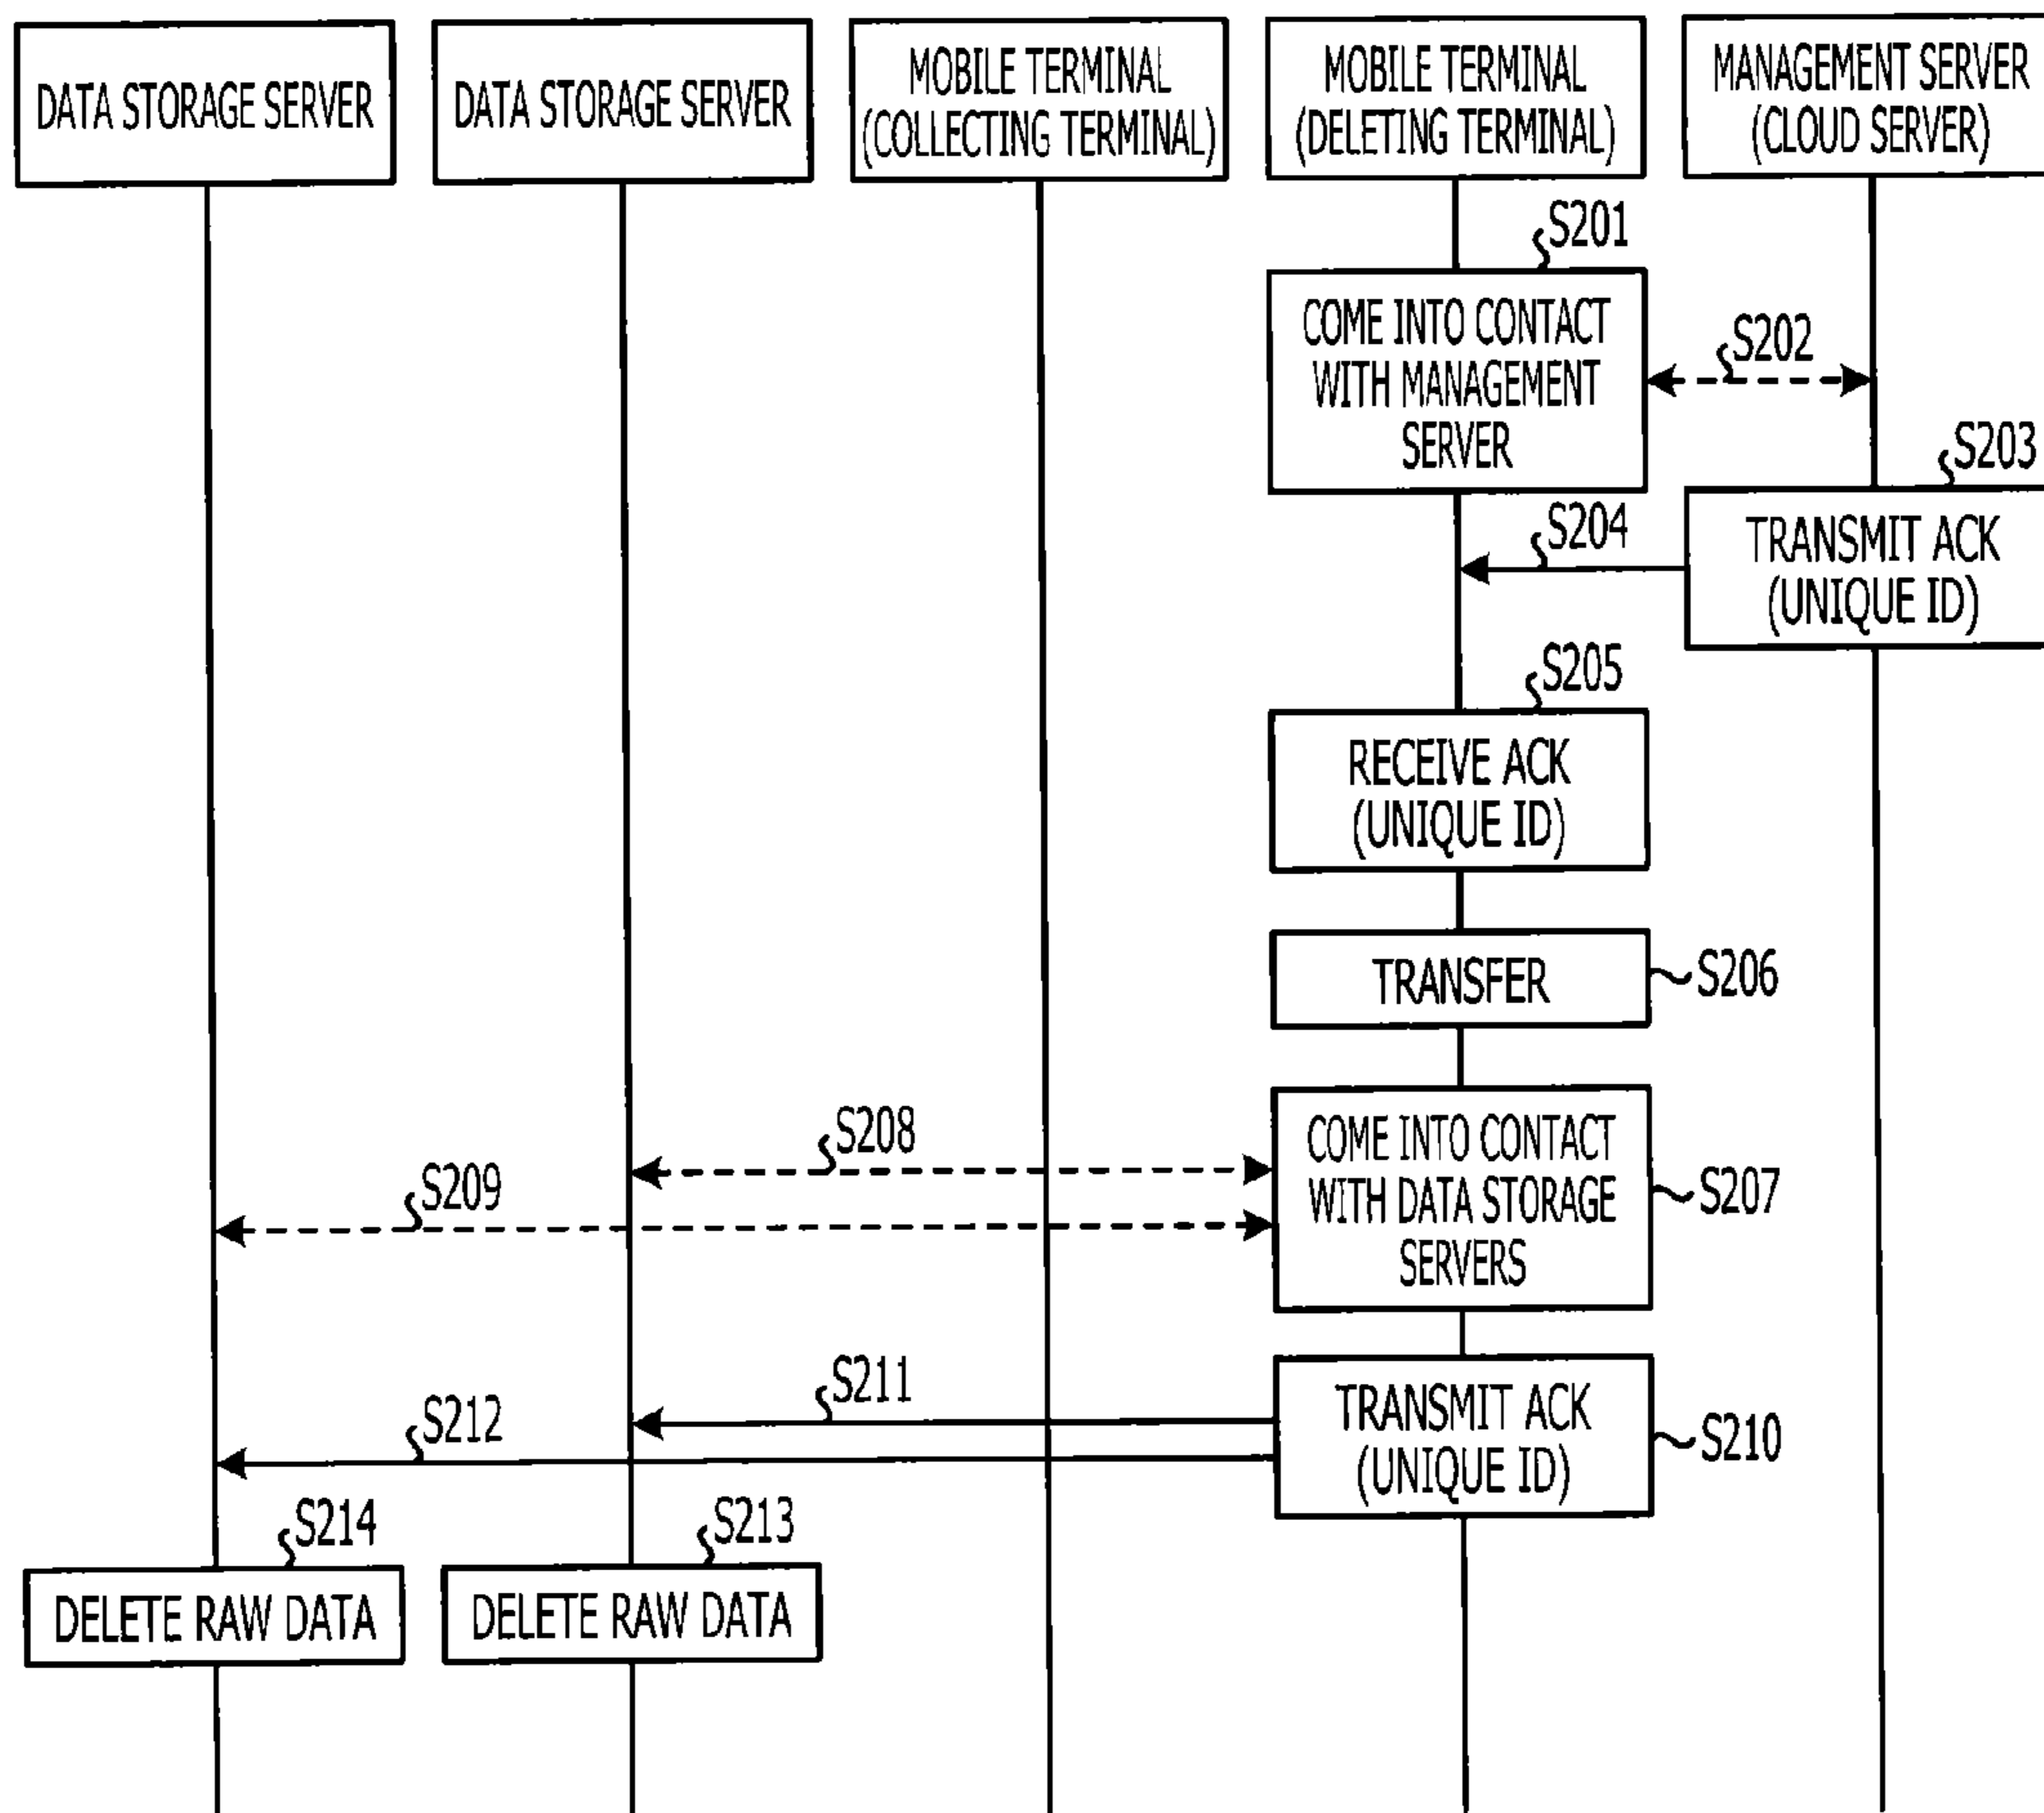 DATA STORAGE SERVER
DATA STORAGE SERVER
MOBILE TERMINAL
(COLLECTING TERMINAL)
MOBILE TERMINAL
(DELETING TERMINAL)
MANAGEMENT SERVER
(CLOUD SERVER)
S201
COME INTO CONTACT
WITH MANAGEMENT
SERVER
S202
S203
TRANSMIT ACK
(UNIQUE ID)
S204
S205
RECEIVE ACK
(UNIQUE ID)
TRANSFER
S206
S208
S209
COME INTO CONTACT
WITH DATA STORAGE
SERVERS
S207
S211
S212
TRANSMIT ACK
(UNIQUE ID)
S210
S214
DELETE RAW DATA
S213
DELETE RAW DATA